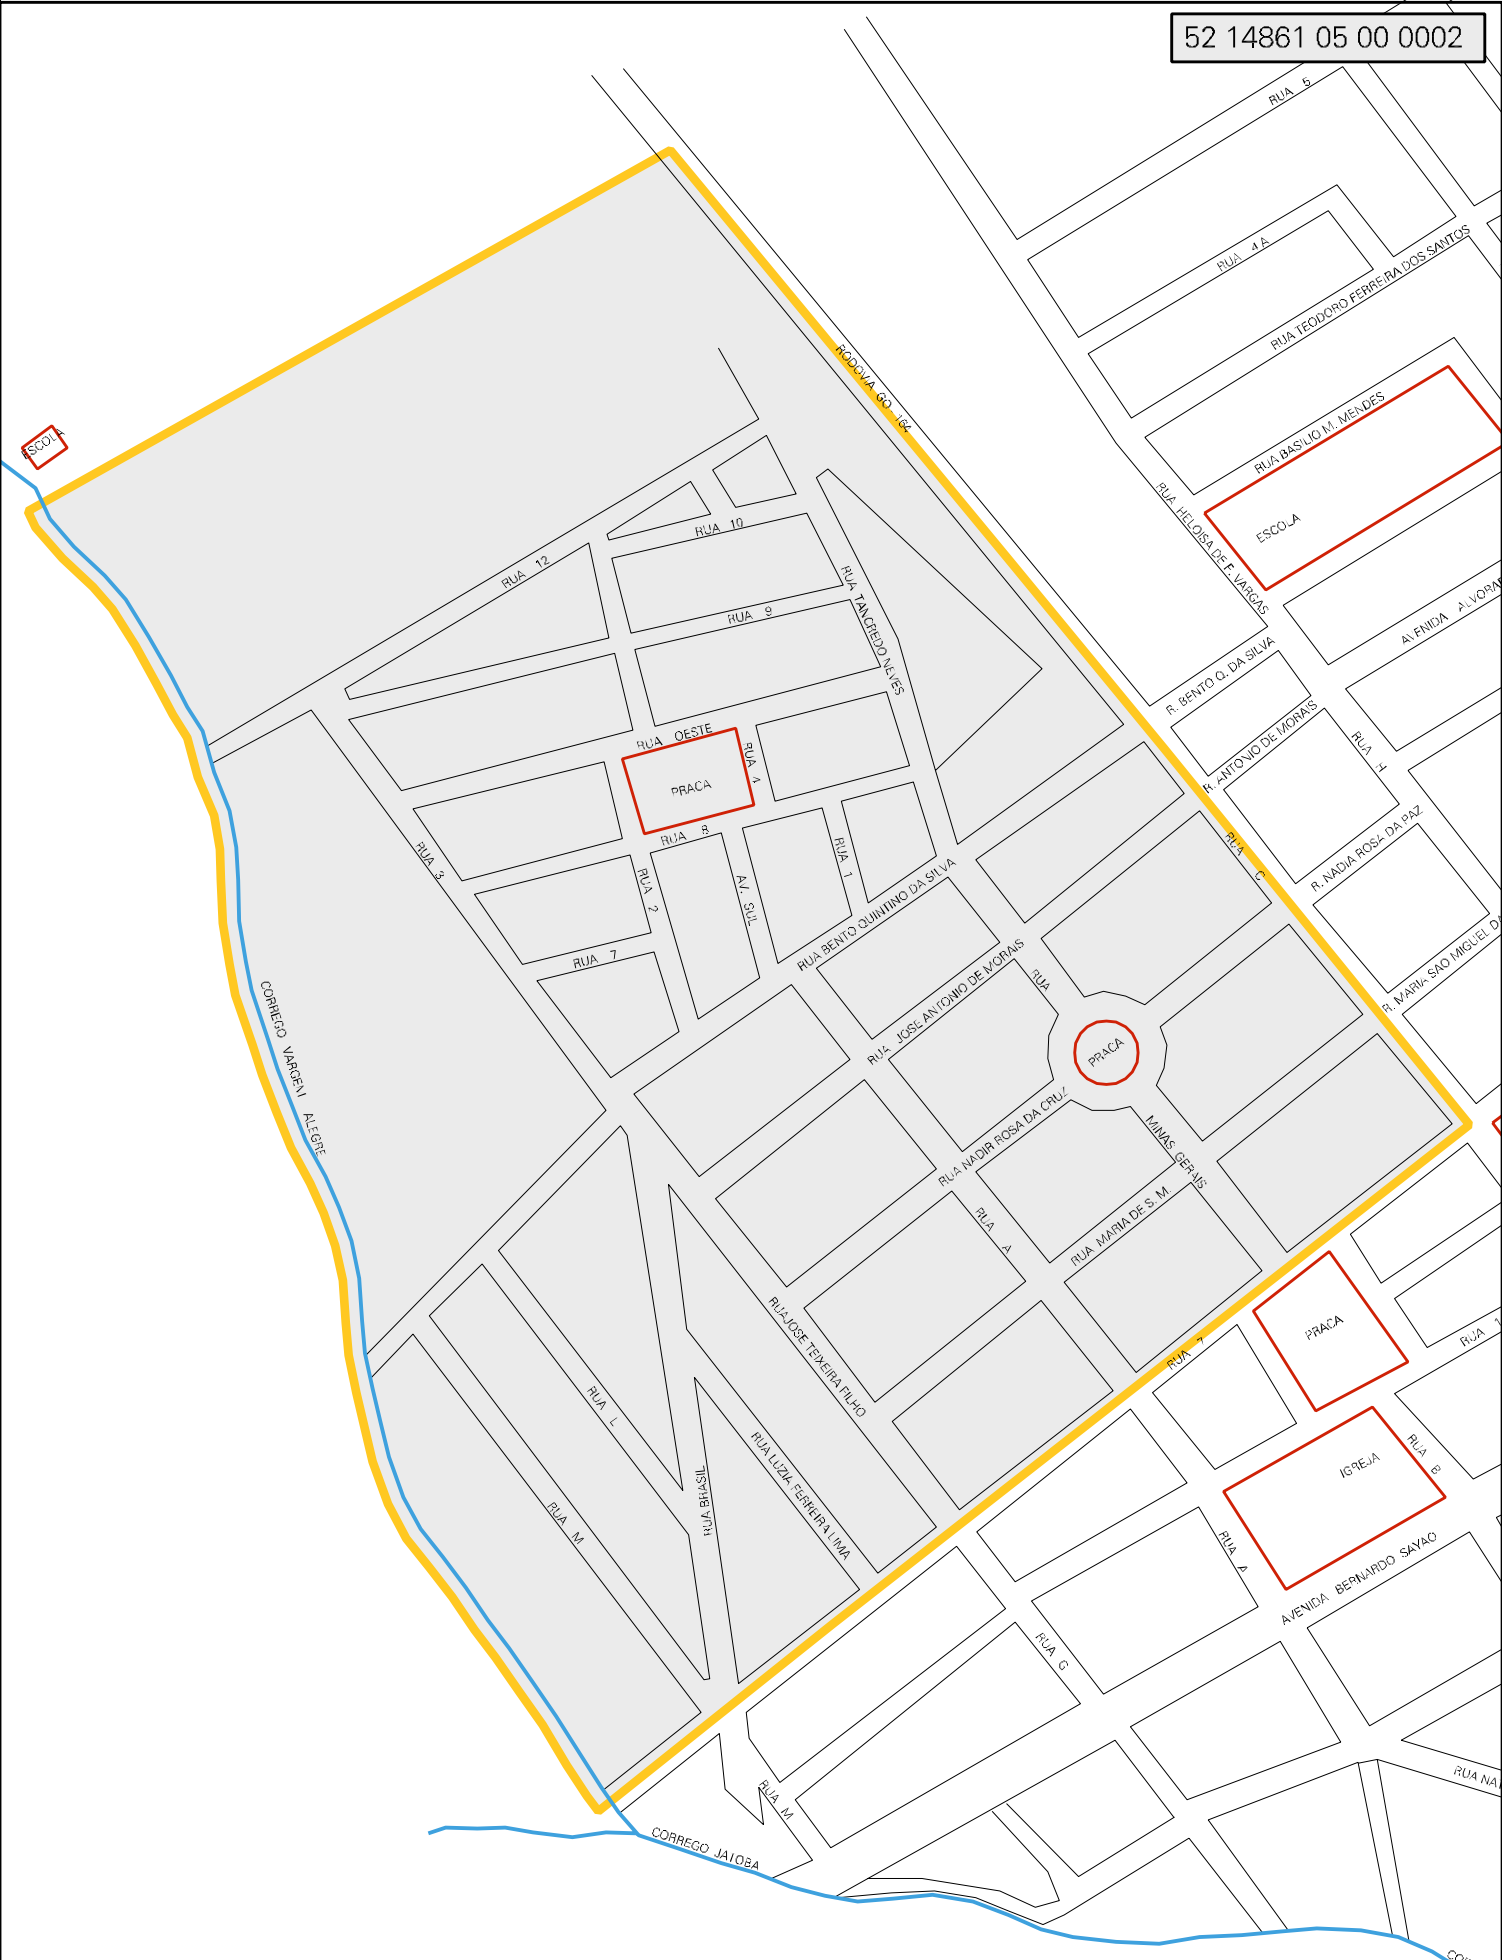 52 14861 05 00 0002
RUA 5
RUA 4A
RUA TEODORO FERREIRA DOS SANTOS
RODOVIA GO 164
RUA BASILIO M. MENDES
ESCOLA
ESCOLA
RUA HELOISA DE F. VARGAS
RUA 10
RUA 12
RUA TANCREDO NEVES
RUA 9
AVENIDA
R. BENTO Q. DA SILVA
R. ANTONIO DE MORAIS
RUA H
RUA OESTE
RUA 4
PRACA
RUA 8
RUA 3
RUA 1
RUA C
R. NADIA ROSA DA PAZ
RUA 2
AV. SUL
RUA BENTO QUINTINO DA SILVA
RUA 7
R. MARIA SAO MIGUEL
RUA JOSE ANTONIO DE MORAIS
RUA
PRACA
CORREGO VARGEM ALEGRE
RUA NADIR ROSA DA CRUZ
MINAS GERAIS
RUA MARIA DE S. M.
RUA A
RUA JOSE TEIXEIRA FILHO
PRACA
RUA 7
RUA 1
RUA L
RUA LUZIA FERREIRA LIMA
RUA BRASIL
RUA M
IGREJA
RUA B
RUA A
AVENIDA BERNARDO SAYAO
RUA G
RUA M
RUA
CORREGO JATOBA